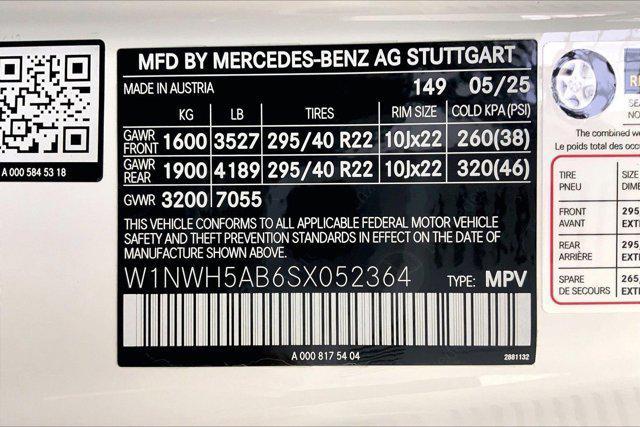 MFD BY MERCEDES-BENZ AG STUTTGART
MADE IN AUSTRIA 149 05/25
KG LB TIRES RIM SIZE COLD KPA(PSI)
GAWR FRONT 1600 3527 295/40 R22 10Jx22 260(38)
GAWR REAR 1900 4189 295/40 R22 10Jx22 320(46)
GVWR 3200 7055
THIS VEHICLE CONFORMS TO ALL APPLICABLE FEDERAL MOTOR VEHICLE
SAFETY AND THEFT PREVENTION STANDARDS IN EFFECT ON THE DATE OF
MANUFACTURE SHOWN ABOVE.
W1NWH5AB6SX052364 TYPE: MPV
A 000 817 54 04 2881132
A 000 584 53 18
The combined w
Le poids total des occ
TIRE SIZE
PNEU DIME
FRONT 295
AVANT EXTI
REAR 295
ARRIÈRE EXTI
SPARE 265
DE SECOURS EXTI